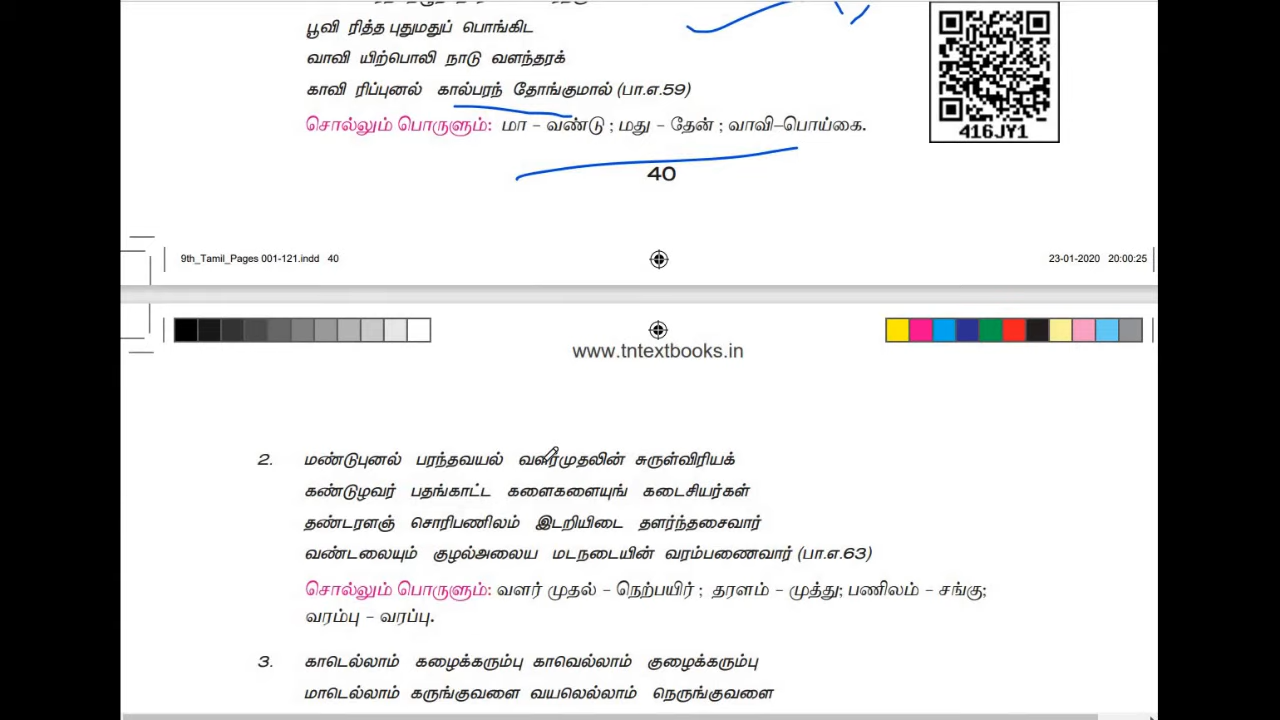 பூவி ரித்த புதுமதுப் பொங்கிட
வாவி யிற்பொலி நாடு வளந்தரக்
காவி ரிப்புனல் கால்பரந் தோங்குமால் (பா.எ.59)
சொல்லும் பொருளும்: மா – வண்டு ; மது – தேன் ; வாவி–பொய்கை.
416JY1
40
9th_Tamil_Pages 001-121.indd 40
23-01-2020 20:00:25
www.tntextbooks.in
2. மண்டுபுனல் பரந்தவயல் வளர்முதலின் சுருள்விரியக்
கண்டுழவர் பதங்காட்ட களைகளையுங் கடைசியர்கள்
தண்டரளஞ் சொரிபணிலம் இடறியிடை தளர்ந்தசைவார்
வண்டலையும் குழல்அலைய மடநடையின் வரம்பணைவார் (பா.எ.63)
சொல்லும் பொருளும்: வளர் முதல் – நெற்பயிர் ; தரளம் – முத்து; பணிலம் – சங்கு;
வரம்பு – வரப்பு.
3. காடெல்லாம் கழைக்கரும்பு காவெல்லாம் குழைக்கரும்பு
மாடெல்லாம் கருங்குவளை வயலெல்லாம் நெருங்குவளை